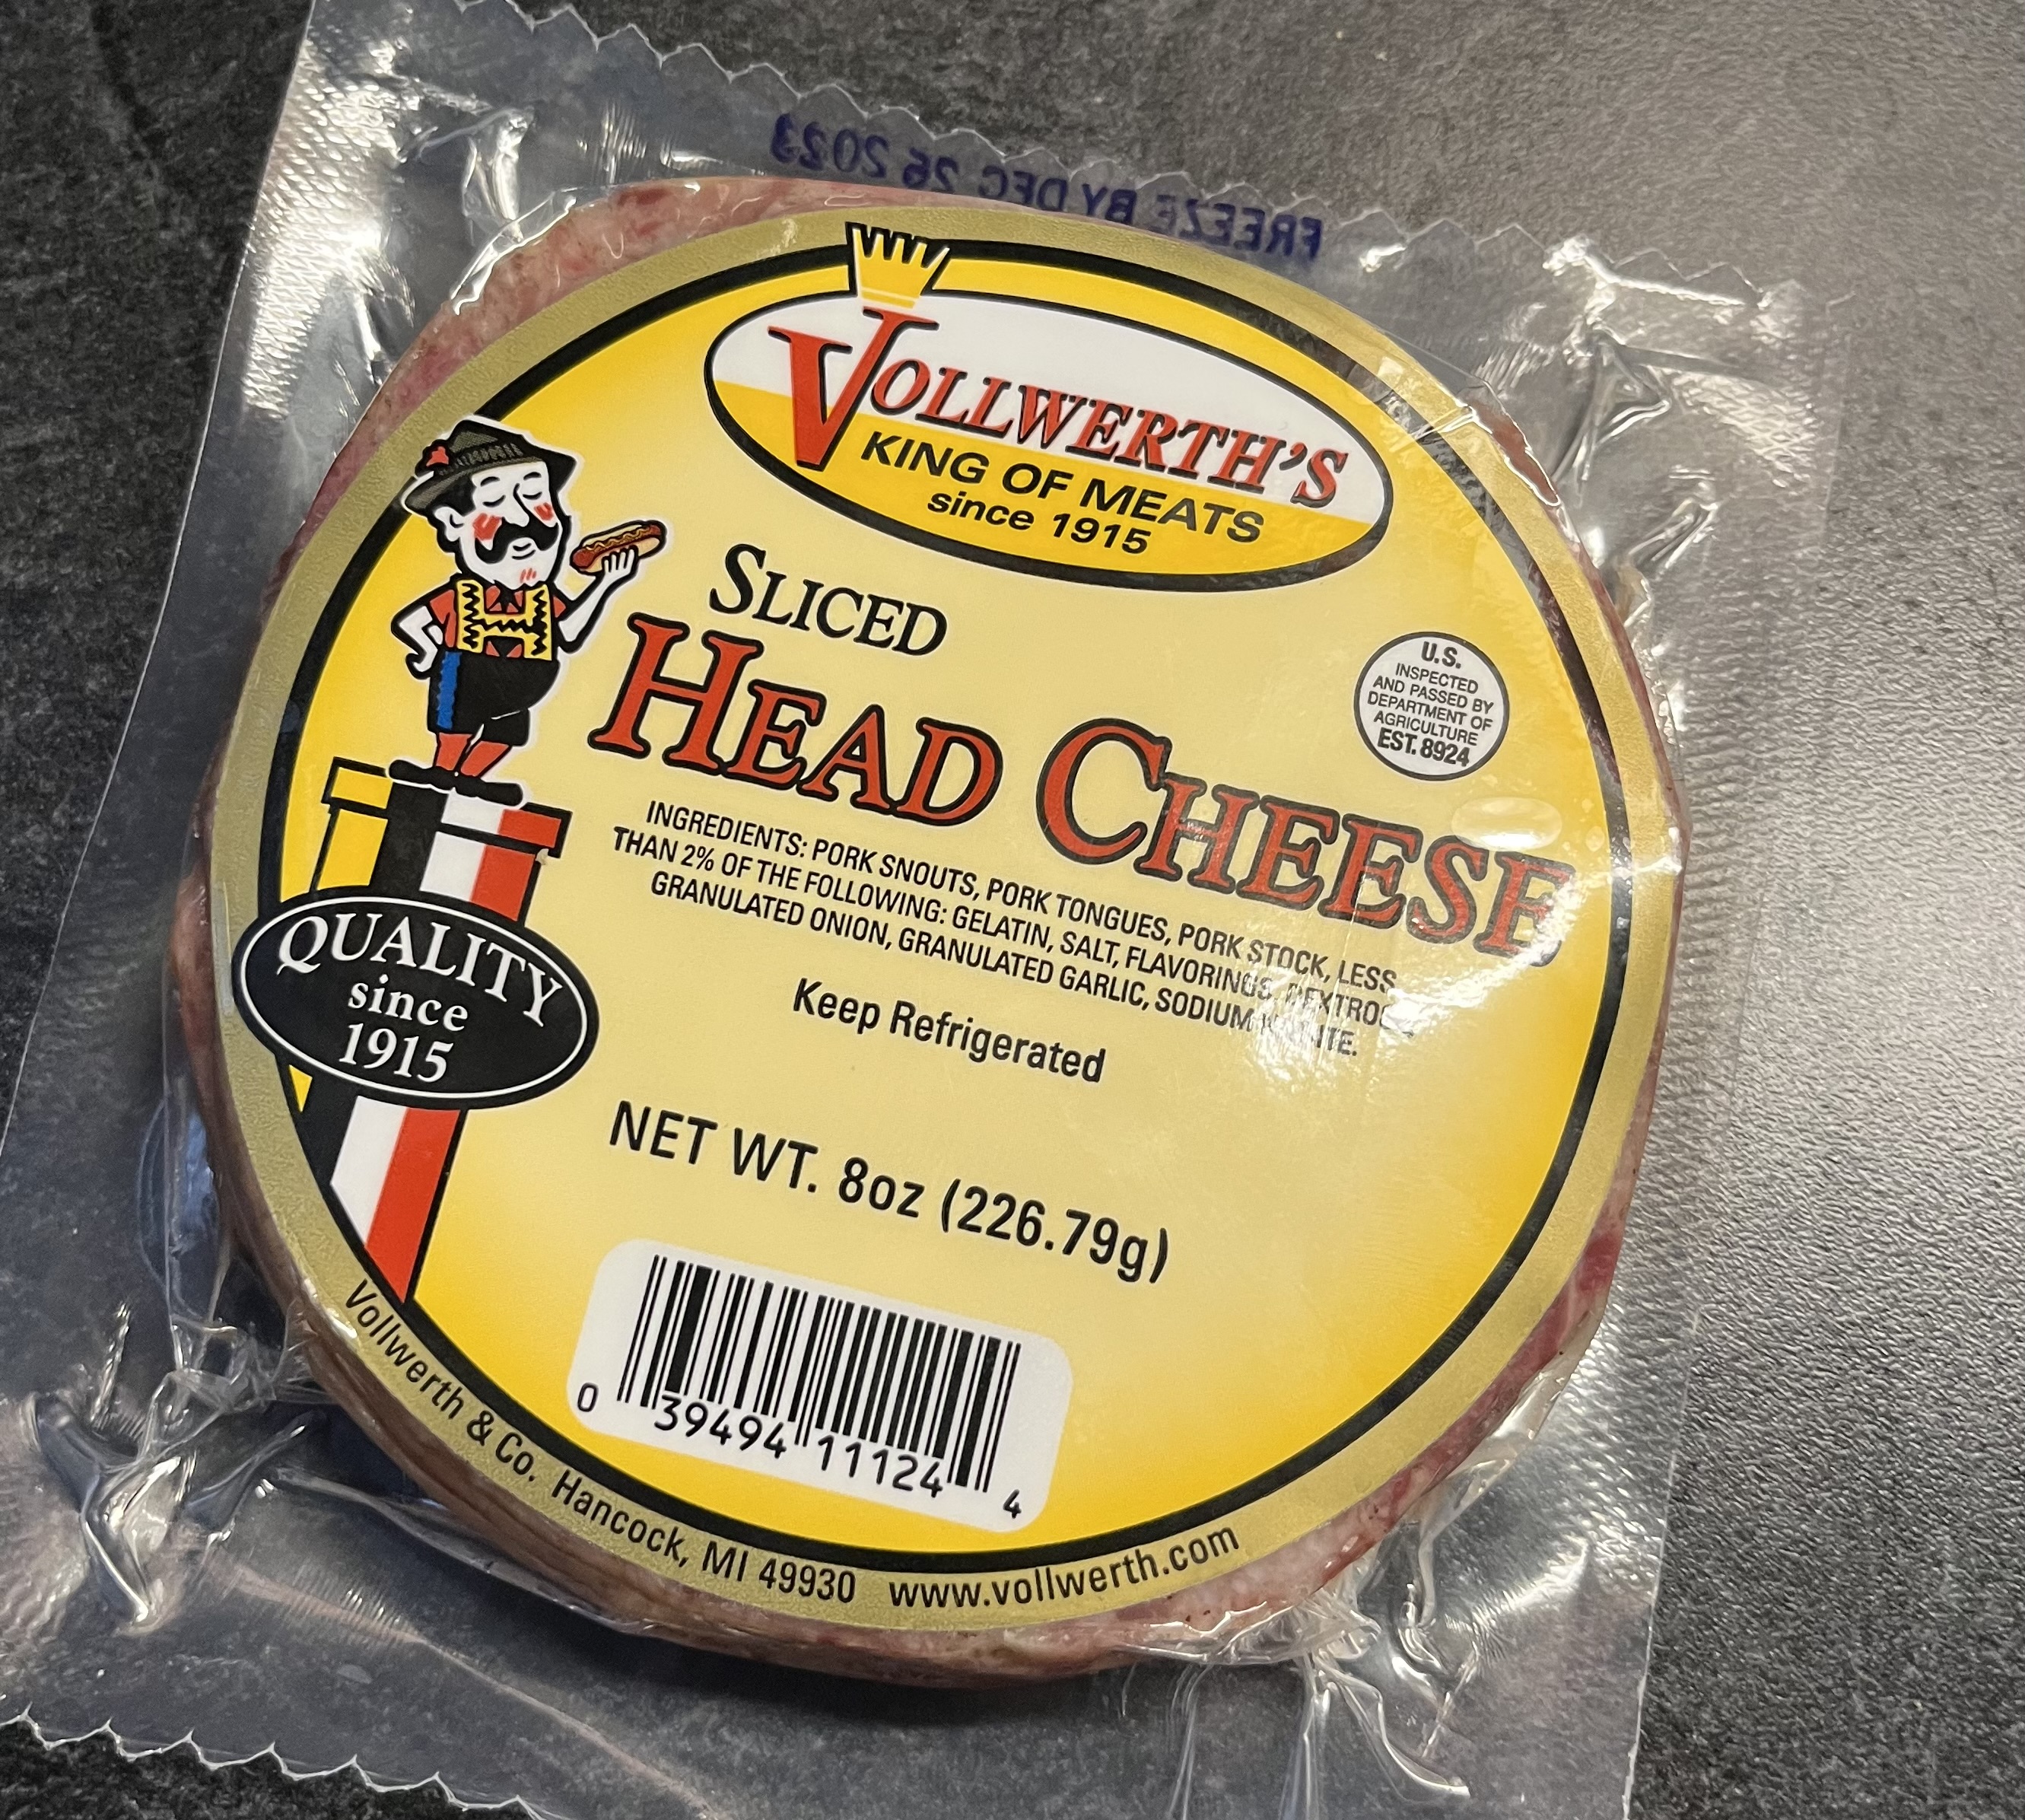 FREEZE BY DEC 26 2023
VOLLWERTH'S
KING OF MEATS
since 1915
SLICED
HEAD CHEESE
U.S.
INSPECTED
AND PASSED BY
DEPARTMENT OF
AGRICULTURE
EST. 8924
INGREDIENTS: PORK SNOUTS, PORK TONGUES, PORK STOCK, LESS
THAN 2% OF THE FOLLOWING: GELATIN, SALT, FLAVORINGS, DEXTROSE,
GRANULATED ONION, GRANULATED GARLIC, SODIUM
Keep Refrigerated
QUALITY
since
1915
NET WT. 8oz (226.79g)
0 39494 11124 4
Vollwerth & Co. Hancock, MI 49930 www.vollwerth.com